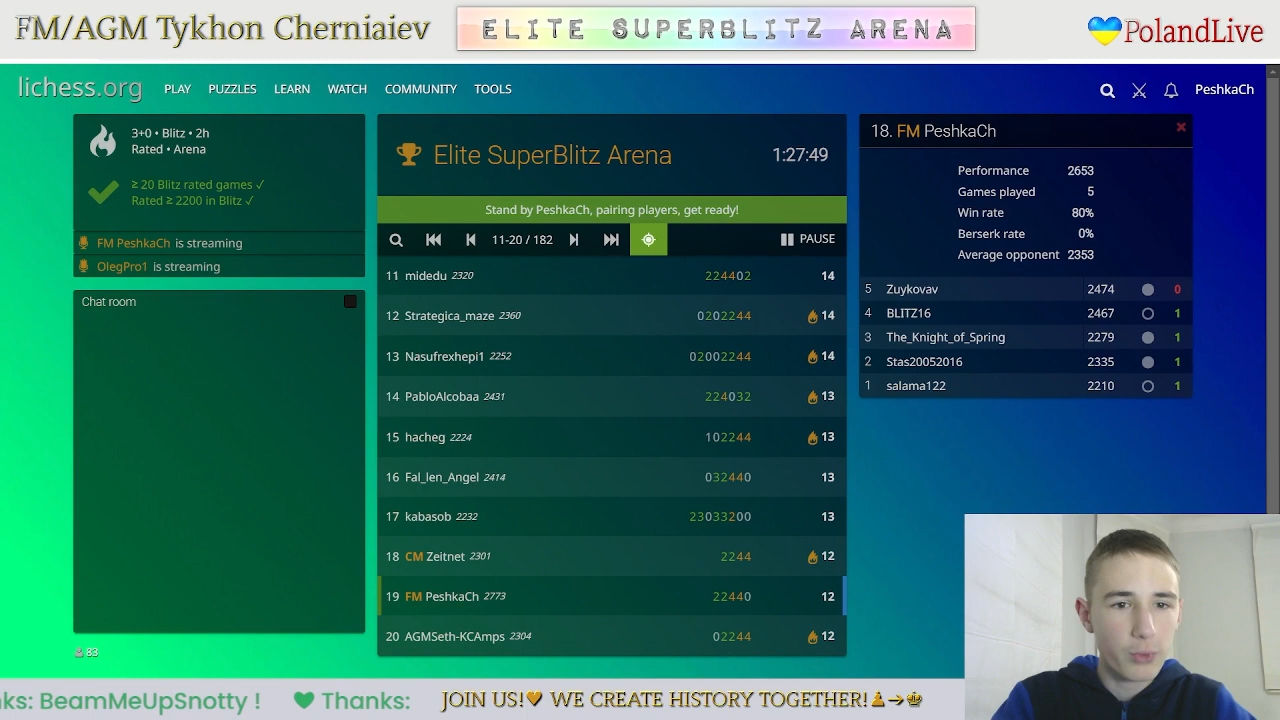 FM/AGM Tykhon Cherniaiev
ELITE SUPERBLITZ ARENA
PolandLive
lichess.org
PLAY PUZZLES LEARN WATCH COMMUNITY TOOLS
PeshkaCh
3+0 • Blitz • 2h
Rated • Arena
≥ 20 Blitz rated games ✓
Rated ≥ 2200 in Blitz ✓
FM PeshkaCh is streaming
OlegPro1 is streaming
Chat room
83
Elite SuperBlitz Arena 1:27:49
Stand by PeshkaCh, pairing players, get ready!
11-20 / 182 PAUSE
11 midedu 2320 224402 14
12 Strategica_maze 2360 0202244 14
13 Nasufrexhepi1 2252 02002244 14
14 PabloAlcobaa 2431 224032 13
15 hacheg 2224 102244 13
16 Fal_len_Angel 2414 032440 13
17 kabasob 2232 23033200 13
18 CM Zeitnet 2301 2244 12
19 FM PeshkaCh 2773 22440 12
20 AGMSeth-KCAmps 2304 02244 12
18. FM PeshkaCh
Performance 2653
Games played 5
Win rate 80%
Berserk rate 0%
Average opponent 2353
5 Zuykovav 2474 0
4 BLITZ16 2467 1
3 The_Knight_of_Spring 2279 1
2 Stas20052016 2335 1
1 salama122 2210 1
nks: BeamMeUpSnotty ! Thanks:
JOIN US! WE CREATE HISTORY TOGETHER!